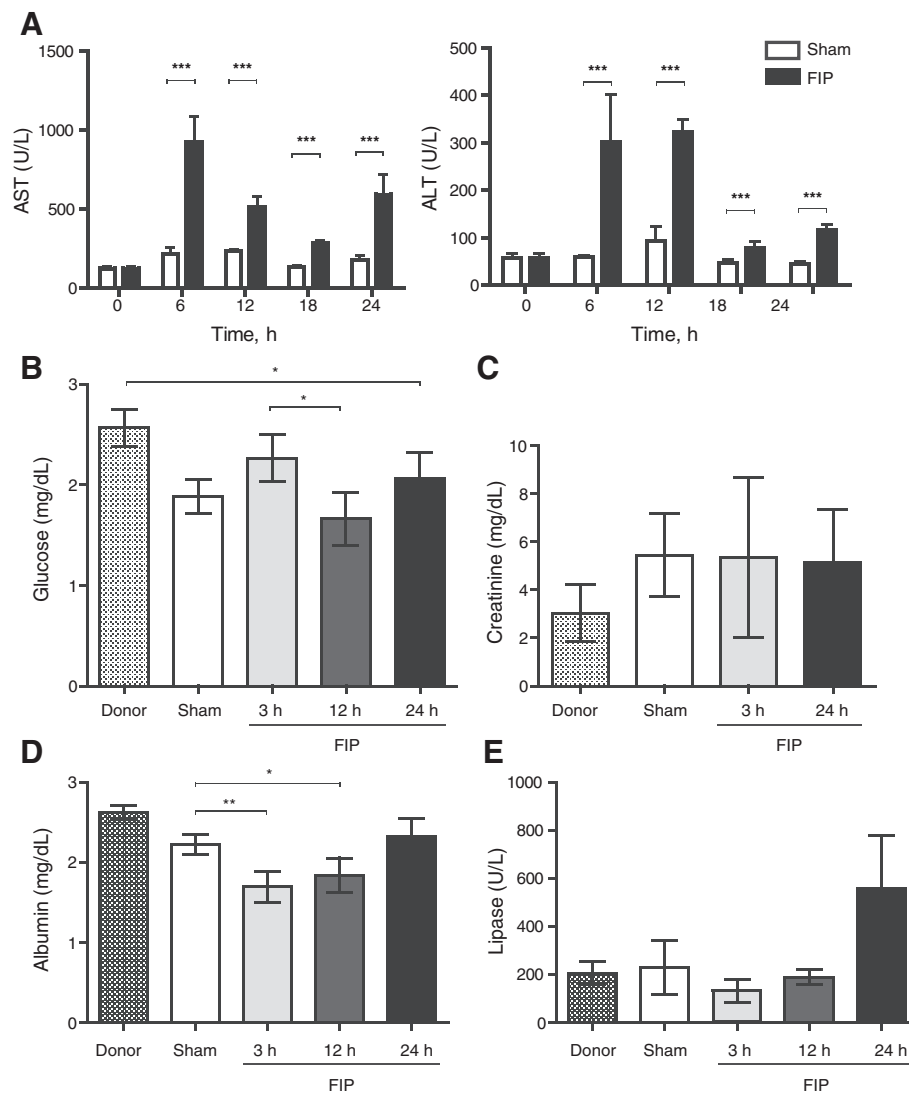 A
1500
1000
500
0
AST (U/L)
*** *** *** ***
0 6 12 18 24
Time, h
500
400
300
200
100
0
ALT (U/L)
*** *** *** ***
0 6 12 18 24
Time, h
Sham
FIP
B
3
2
1
0
Glucose (mg/dL)
*
*
Donor Sham 3 h 12 h 24 h
FIP
C
10
8
6
4
2
0
Creatinine (mg/dL)
Donor Sham 3 h 24 h
FIP
D
3
2
1
0
Albumin (mg/dL)
*
**
Donor Sham 3 h 12 h 24 h
FIP
E
1000
800
600
400
200
0
Lipase (U/L)
Donor Sham 3 h 12 h 24 h
FIP